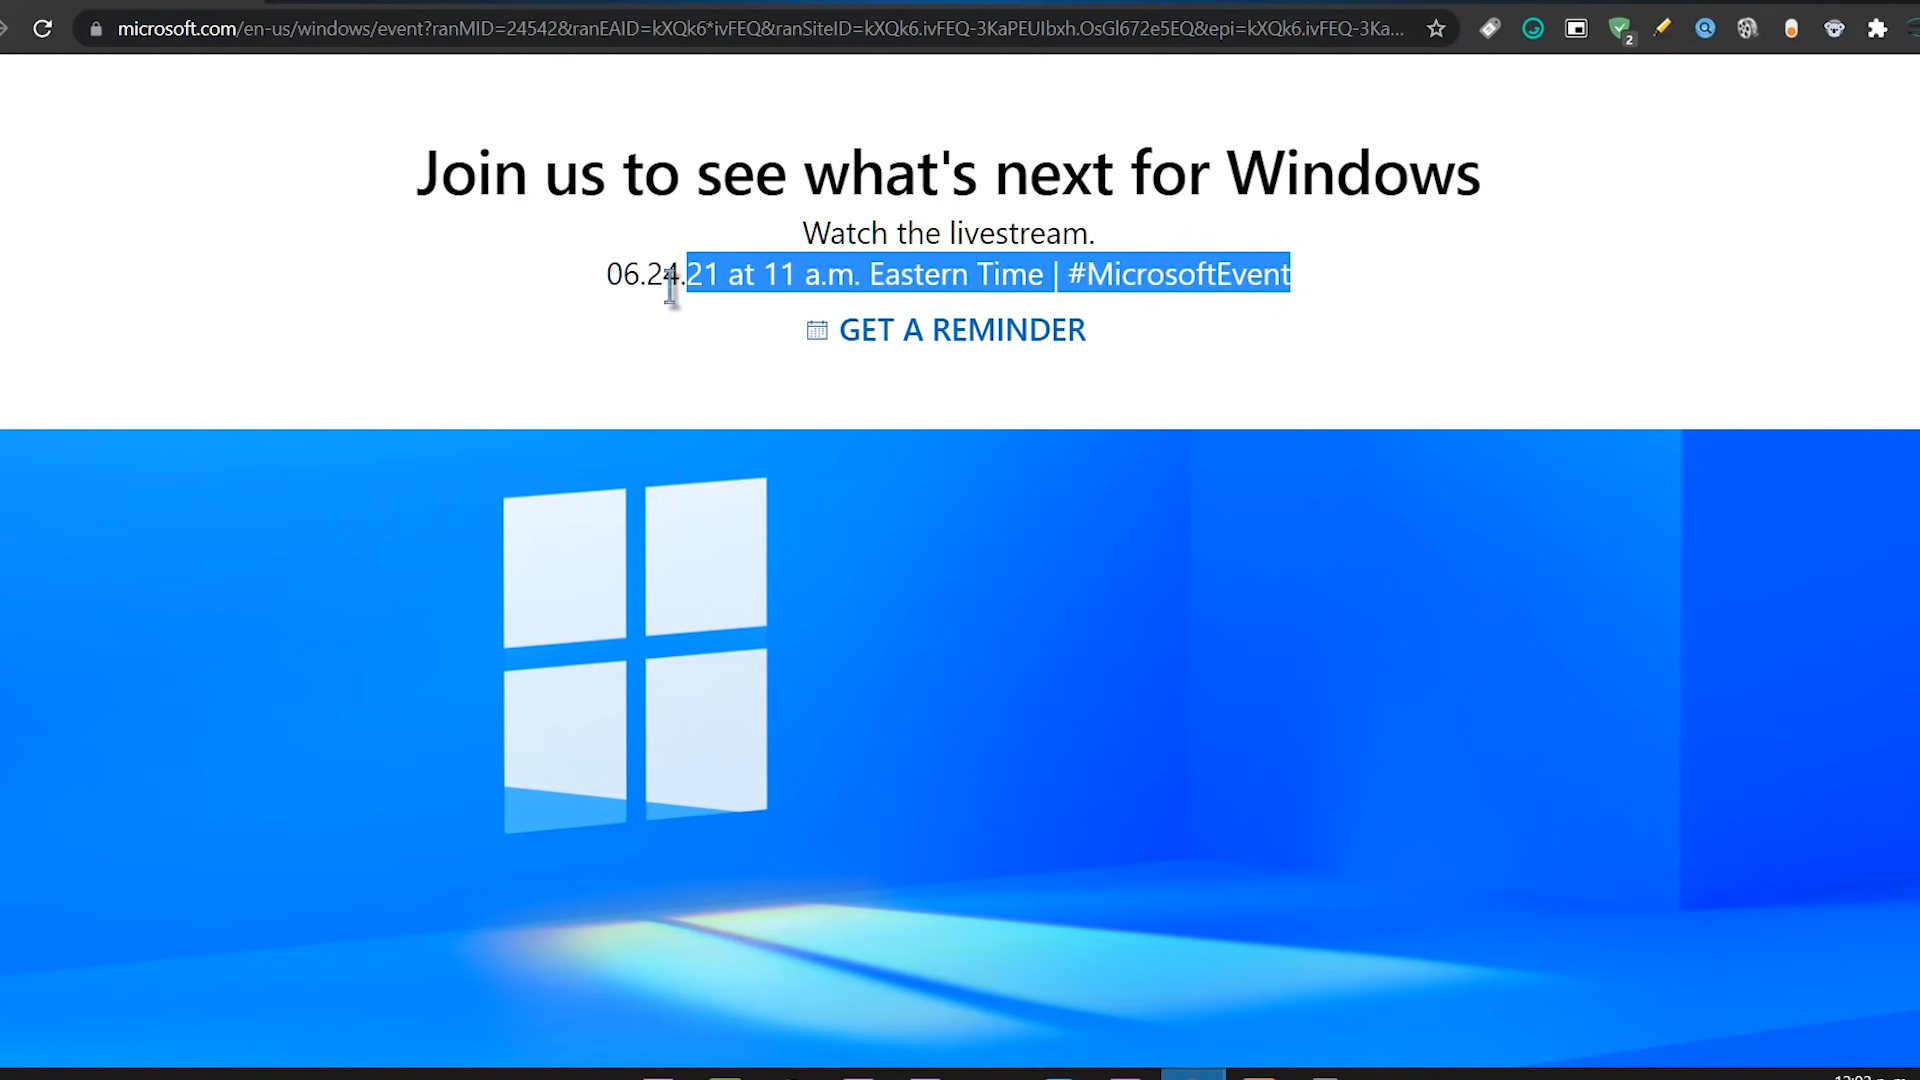 microsoft.com/en-us/windows/event?ranMID=24542&ranEAID=kXQk6*ivFEQ&ranSiteID=kXQk6.ivFEQ-3KaPEUIbxh.OsGl672e5EQ&epi=kXQk6.ivFEQ-3Ka...
2
Join us to see what's next for Windows
Watch the livestream.
06.24.21 at 11 a.m. Eastern Time | #MicrosoftEvent
GET A REMINDER